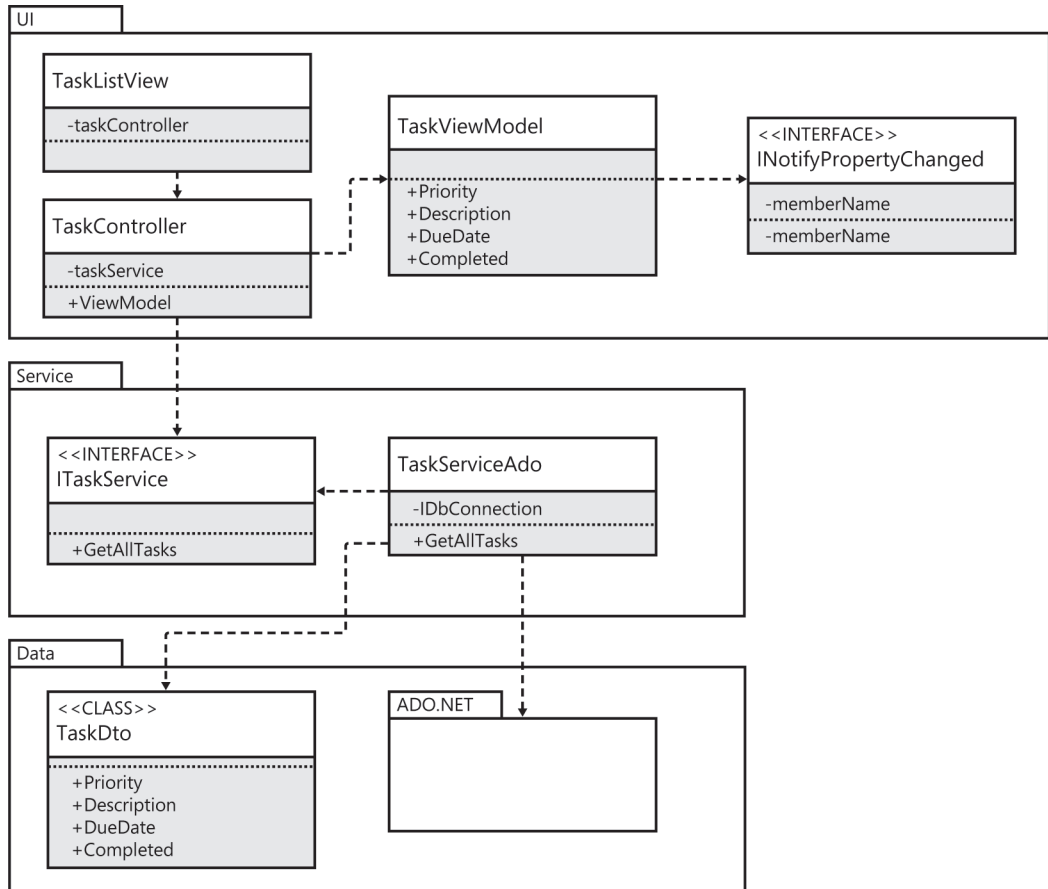 UI
TaskListView
-taskController
TaskController
-taskService
+ViewModel
TaskViewModel
+Priority
+Description
+DueDate
+Completed
<<INTERFACE>>
INotifyPropertyChanged
-memberName
-memberName
Service
<<INTERFACE>>
ITaskService
+GetAllTasks
TaskServiceAdo
-IDbConnection
+GetAllTasks
Data
<<CLASS>>
TaskDto
+Priority
+Description
+DueDate
+Completed
ADO.NET